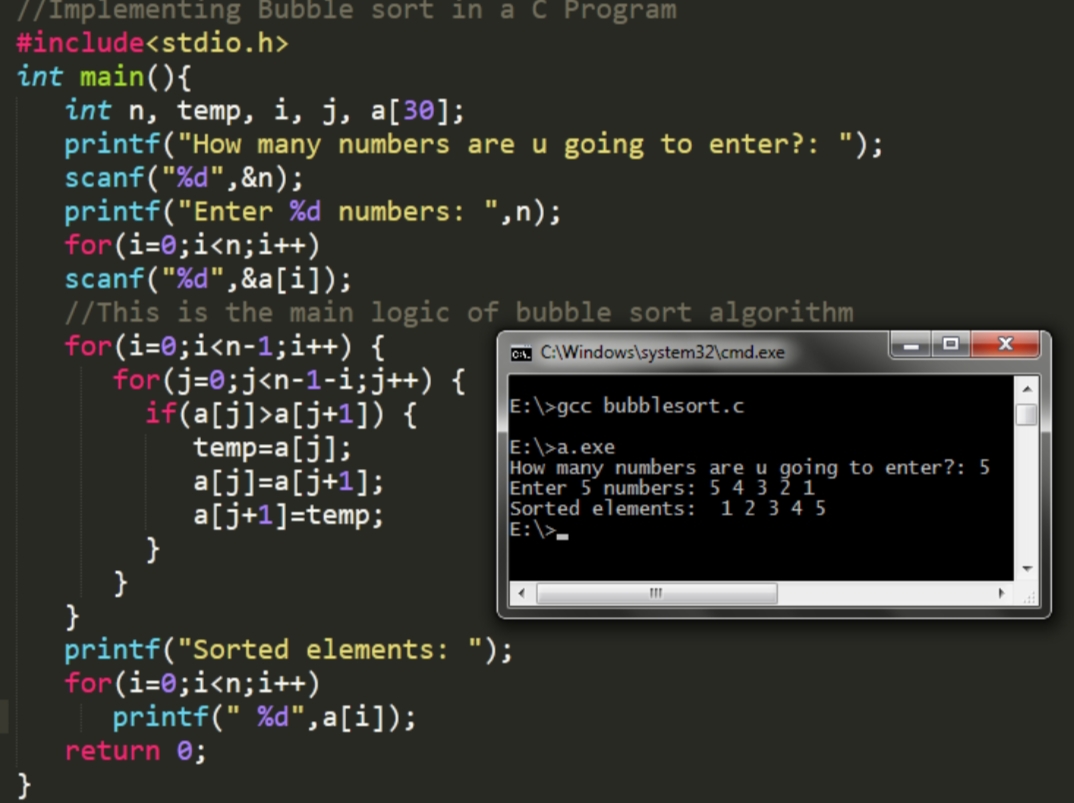 //Implementing Bubble sort in a C Program
#include<stdio.h>
int main(){
int n, temp, i, j, a[30];
printf("How many numbers are u going to enter?: ");
scanf("%d",&n);
printf("Enter %d numbers: ",n);
for(i=0;i<n;i++)
scanf("%d",&a[i]);
//This is the main logic of bubble sort algorithm
for(i=0;i<n-1;i++) {
for(j=0;j<n-1-i;j++) {
if(a[j]>a[j+1]) {
temp=a[j];
a[j]=a[j+1];
a[j+1]=temp;
}
}
}
printf("Sorted elements: ");
for(i=0;i<n;i++)
printf(" %d",a[i]);
return 0;
}
C:\Windows\system32\cmd.exe
E:\>gcc bubblesort.c
E:\>a.exe
How many numbers are u going to enter?: 5
Enter 5 numbers: 5 4 3 2 1
Sorted elements:  1 2 3 4 5
E:\>_